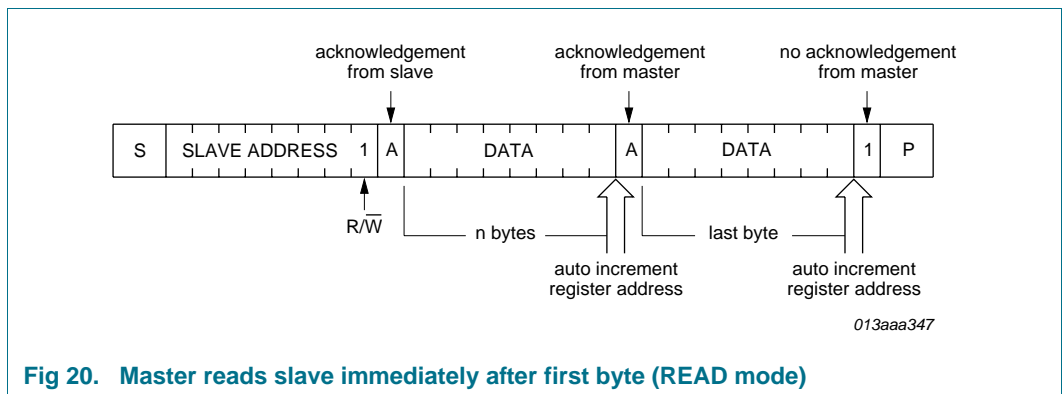 acknowledgement
from slave
acknowledgement
from master
no acknowledgement
from master
S SLAVE ADDRESS 1 A DATA A DATA 1 P
R/W̅
n bytes
last byte
auto increment
register address
auto increment
register address
013aaa347
Fig 20. Master reads slave immediately after first byte (READ mode)